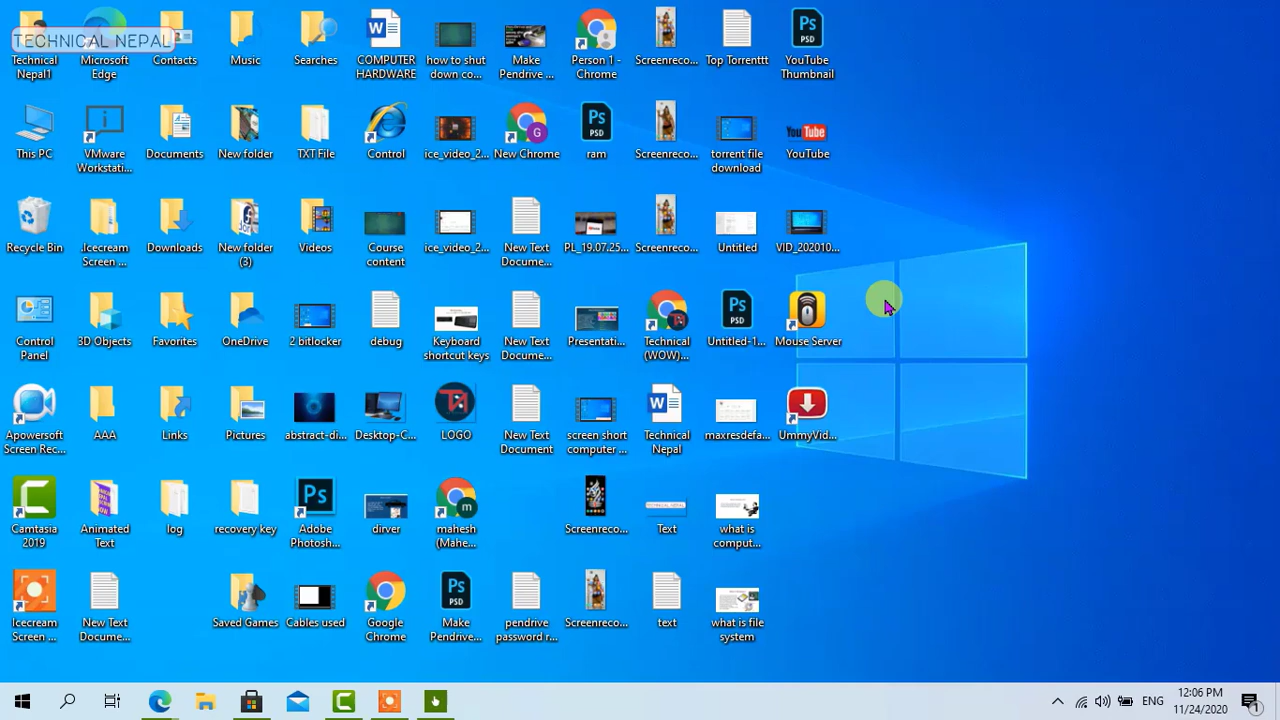 TECHNICAL NEPAL
Technical
Nepal1
Microsoft
Edge
Contacts
Music
Searches
COMPUTER
HARDWARE
how to shut
down co...
Make
Pendrive ...
Person 1 -
Chrome
Screenreco...
Top Torrenttt
YouTube
Thumbnail
This PC
VMware
Workstati...
Documents
New folder
TXT File
Control
ice_video_2...
New Chrome
ram
Screenreco...
torrent file
download
YouTube
Recycle Bin
.Icecream
Screen ...
Downloads
New folder
(3)
Videos
Course
content
ice_video_2...
New Text
Docume...
PL_19.07.25...
Screenreco...
Untitled
VID_202010...
Control
Panel
3D Objects
Favorites
OneDrive
2 bitlocker
debug
Keyboard
shortcut keys
New Text
Docume...
Presentati...
Technical
(WOW)...
Untitled-1...
Mouse Server
Apowersoft
Screen Rec...
AAA
Links
Pictures
abstract-di...
Desktop-C...
LOGO
New Text
Document
screen short
computer ...
Technical
Nepal
maxresdefa...
UmmyVid...
Camtasia
2019
Animated
Text
log
recovery key
Adobe
Photosh...
dirver
mahesh
(Mahe...
Screenreco...
Text
what is
comput...
Icecream
Screen ...
New Text
Docume...
Saved Games
Cables used
Google
Chrome
Make
Pendrive...
pendrive
password r...
Screenreco...
text
what is file
system
ENG
12:06 PM
11/24/2020
1